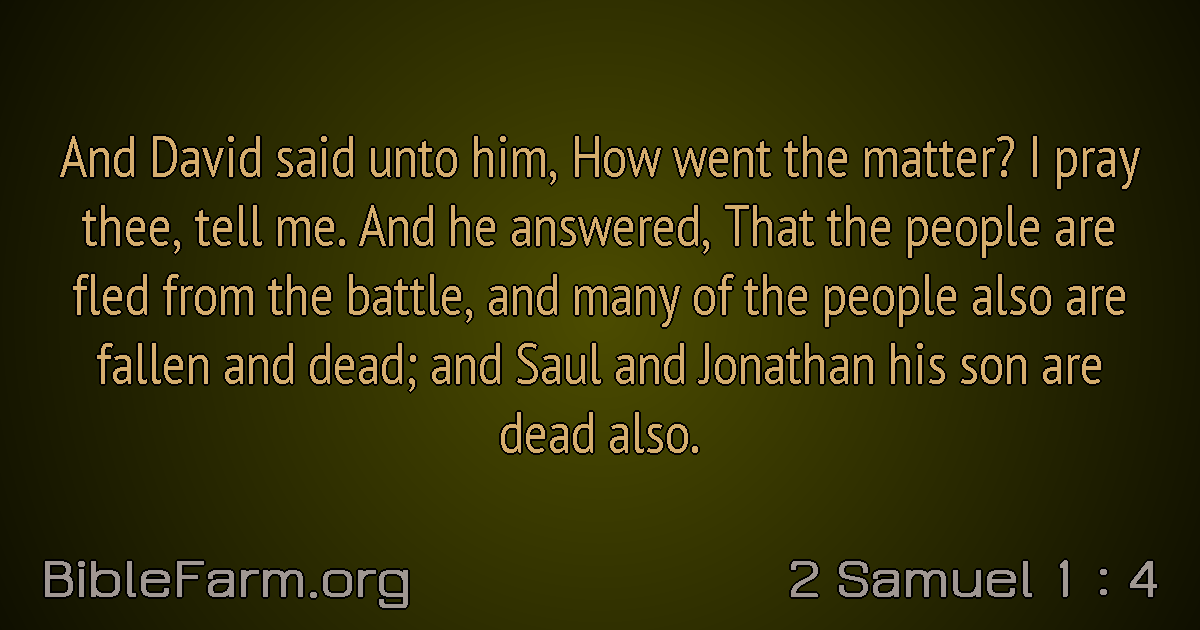 And David said unto him, How went the matter? I pray
thee, tell me. And he answered, That the people are
fled from the battle, and many of the people also are
fallen and dead; and Saul and Jonathan his son are
dead also.
BibleFarm.org
2 Samuel 1 : 4